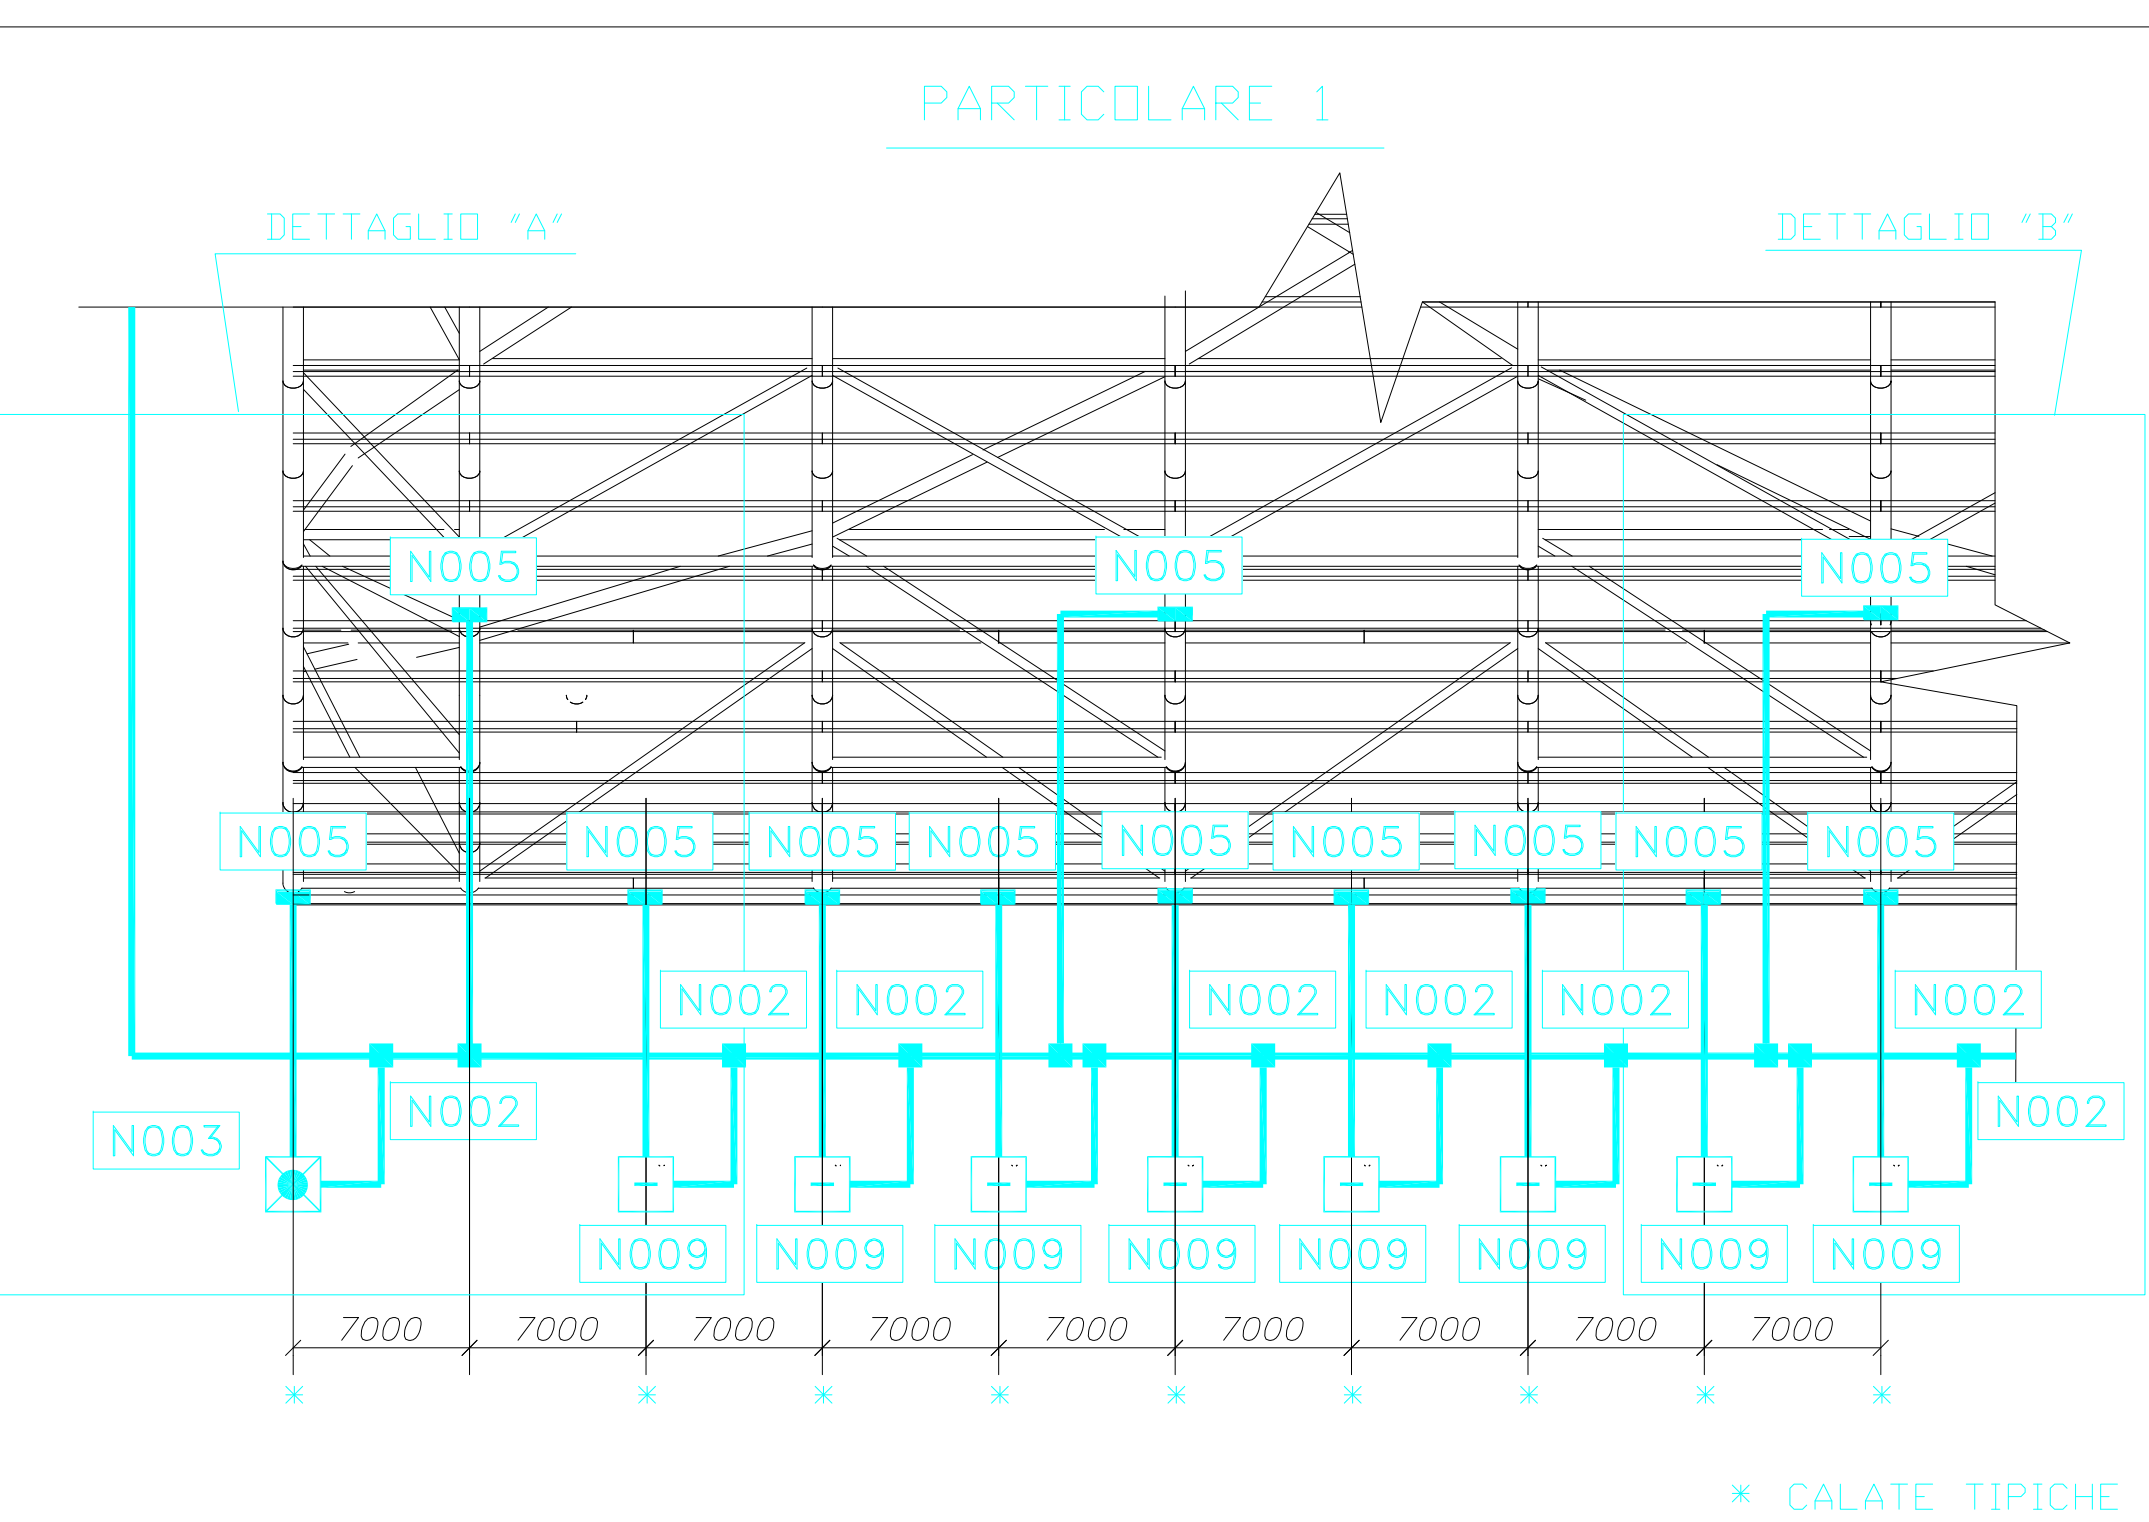 PARTICOLARE 1
DETTAGLIO "A" DETTAGLIO "B"
N005 N005 N005
N005 N005 N005 N005 N005 N005 N005 N005 N005
N002 N002 N002 N002 N002 N002
N003 N002 N002
N009 N009 N009 N009 N009 N009 N009 N009
7000 7000 7000 7000 7000 7000 7000 7000 7000
* * * * * * * * *
* CALATE TIPICHE